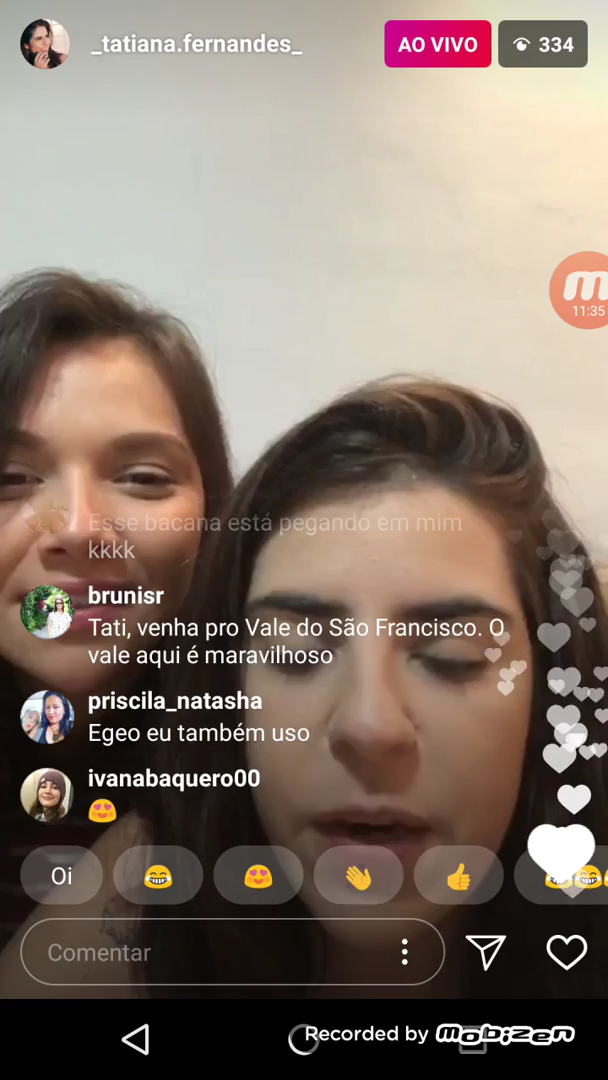 _tatiana.fernandes_
AO VIVO
334
11:35
Esse bacana está pegando em mim
kkkk
brunisr
Tati, venha pro Vale do São Francisco. O
vale aqui é maravilhoso
priscila_natasha
Egeo eu também uso
ivanabaquero00
😍
Oi 😂 😍 👏 👍 😂😂
Comentar
Recorded by mobizen